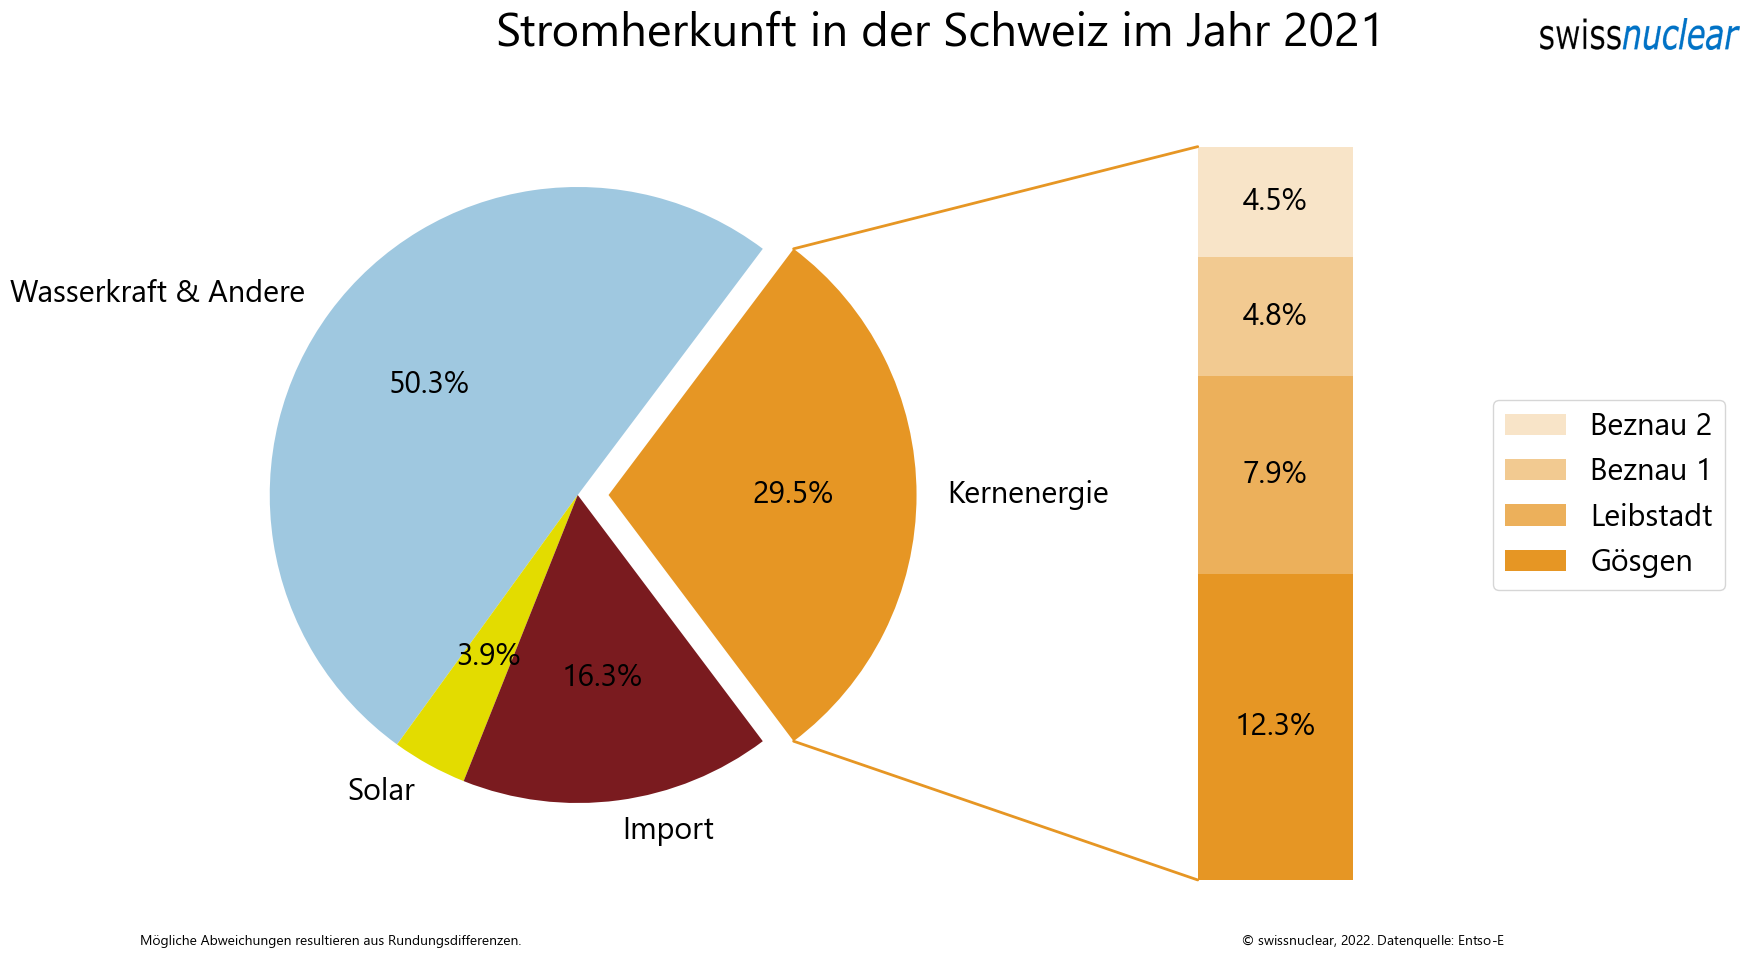 Stromherkunft in der Schweiz im Jahr 2021
swissnuclear
Wasserkraft & Andere
50.3%
3.9%
Solar
16.3%
Import
29.5%
Kernenergie
4.5%
4.8%
7.9%
12.3%
Beznau 2
Beznau 1
Leibstadt
Gösgen
Mögliche Abweichungen resultieren aus Rundungsdifferenzen.
© swissnuclear, 2022. Datenquelle: Entso-E